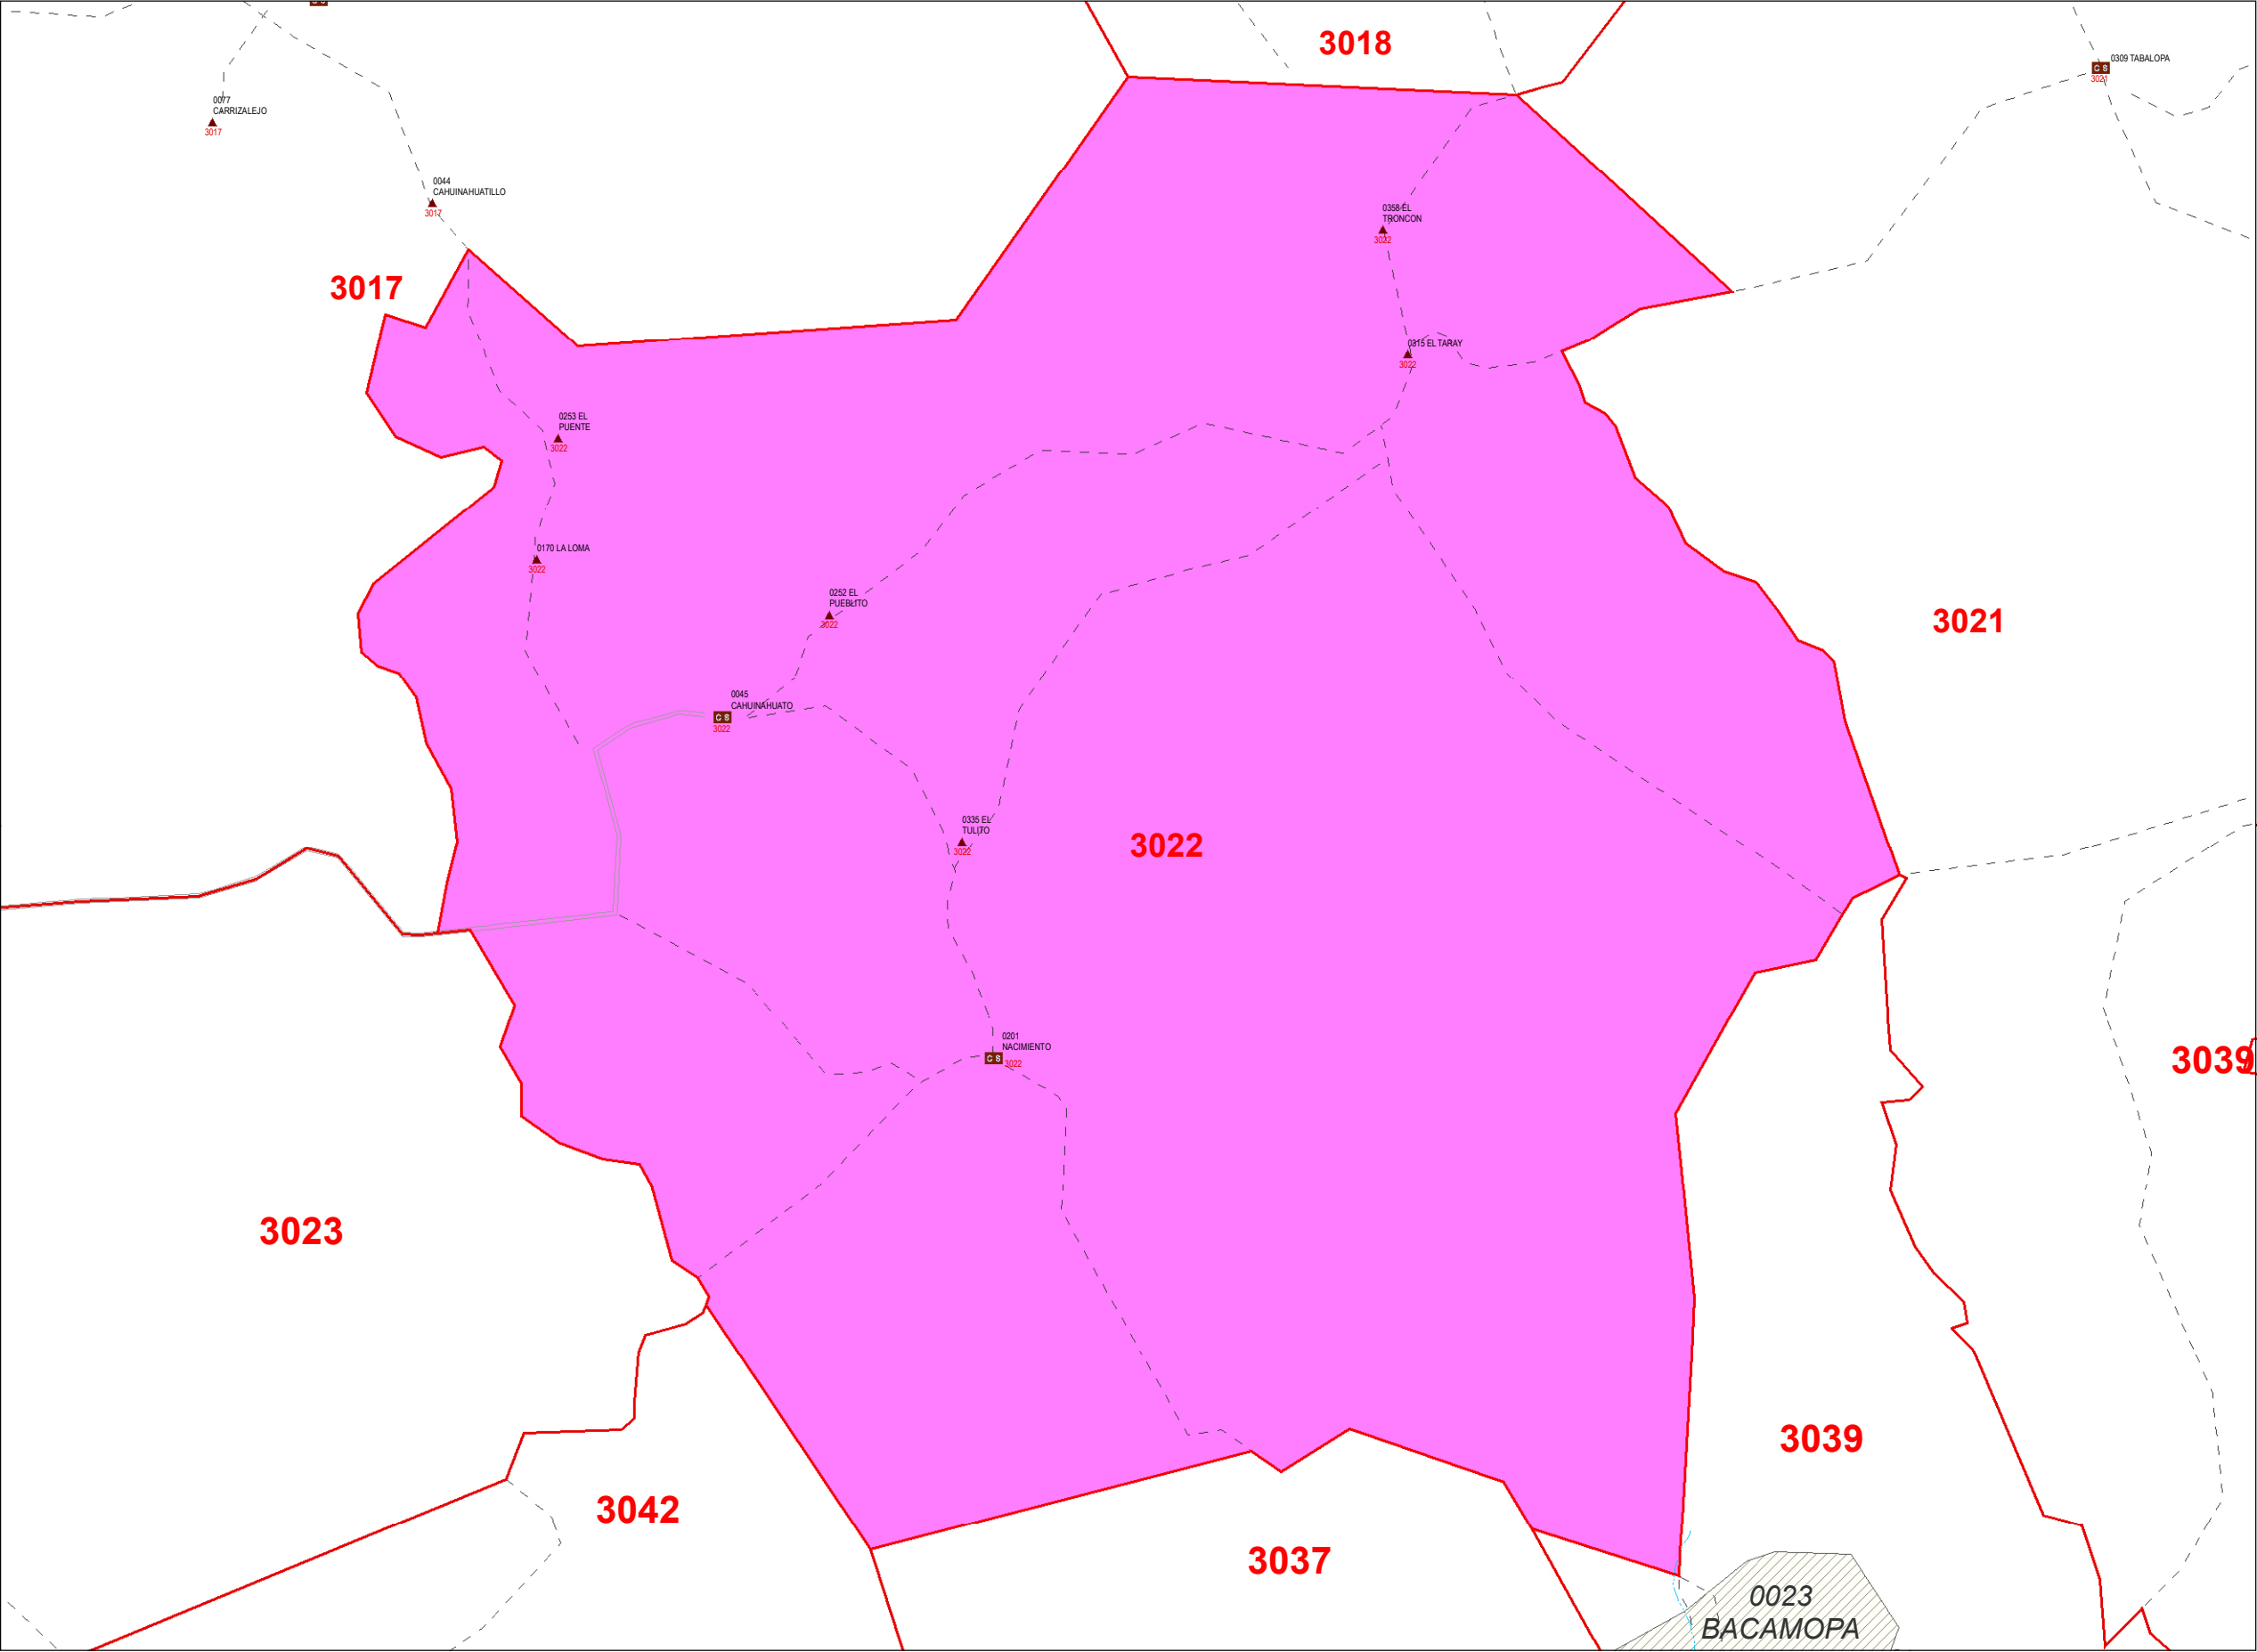 3018
0309 TABALOPA
C S
3021
0077
CARRIZALEJO
3017
0044
CAHUINAHUATILLO
3017
0358 EL
TRONCON
3022
3017
0315 EL TARAY
3022
0253 EL
PUENTE
3022
0170 LA LOMA
3022
0252 EL
PUEBLITO
3022
3021
0045
CAHUINAHUATO
C S
3022
0335 EL
TULITO
3022
3022
0201
NACIMIENTO
C S
3022
3039
3023
3039
3042
3037
0023
BACAMOPA